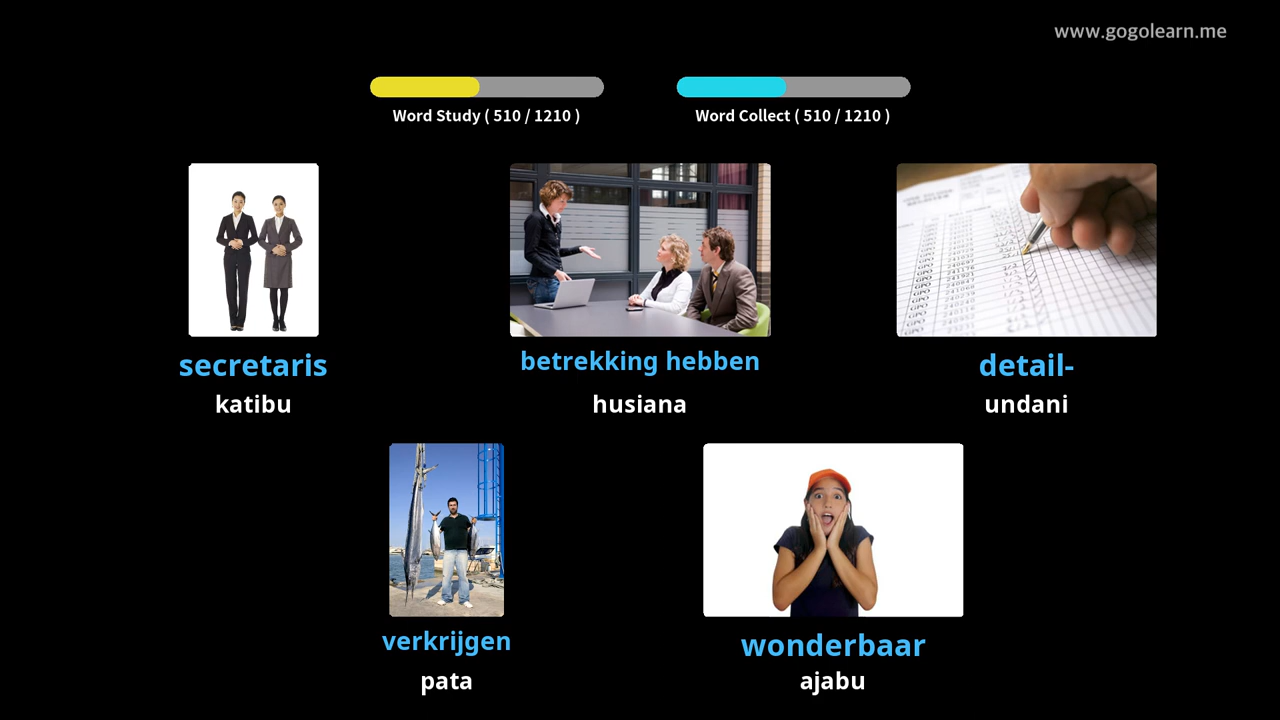 www.gogolearn.me
Word Study ( 510 / 1210 )
Word Collect ( 510 / 1210 )
secretaris
katibu
betrekking hebben
husiana
detail-
undani
verkrijgen
pata
wonderbaar
ajabu